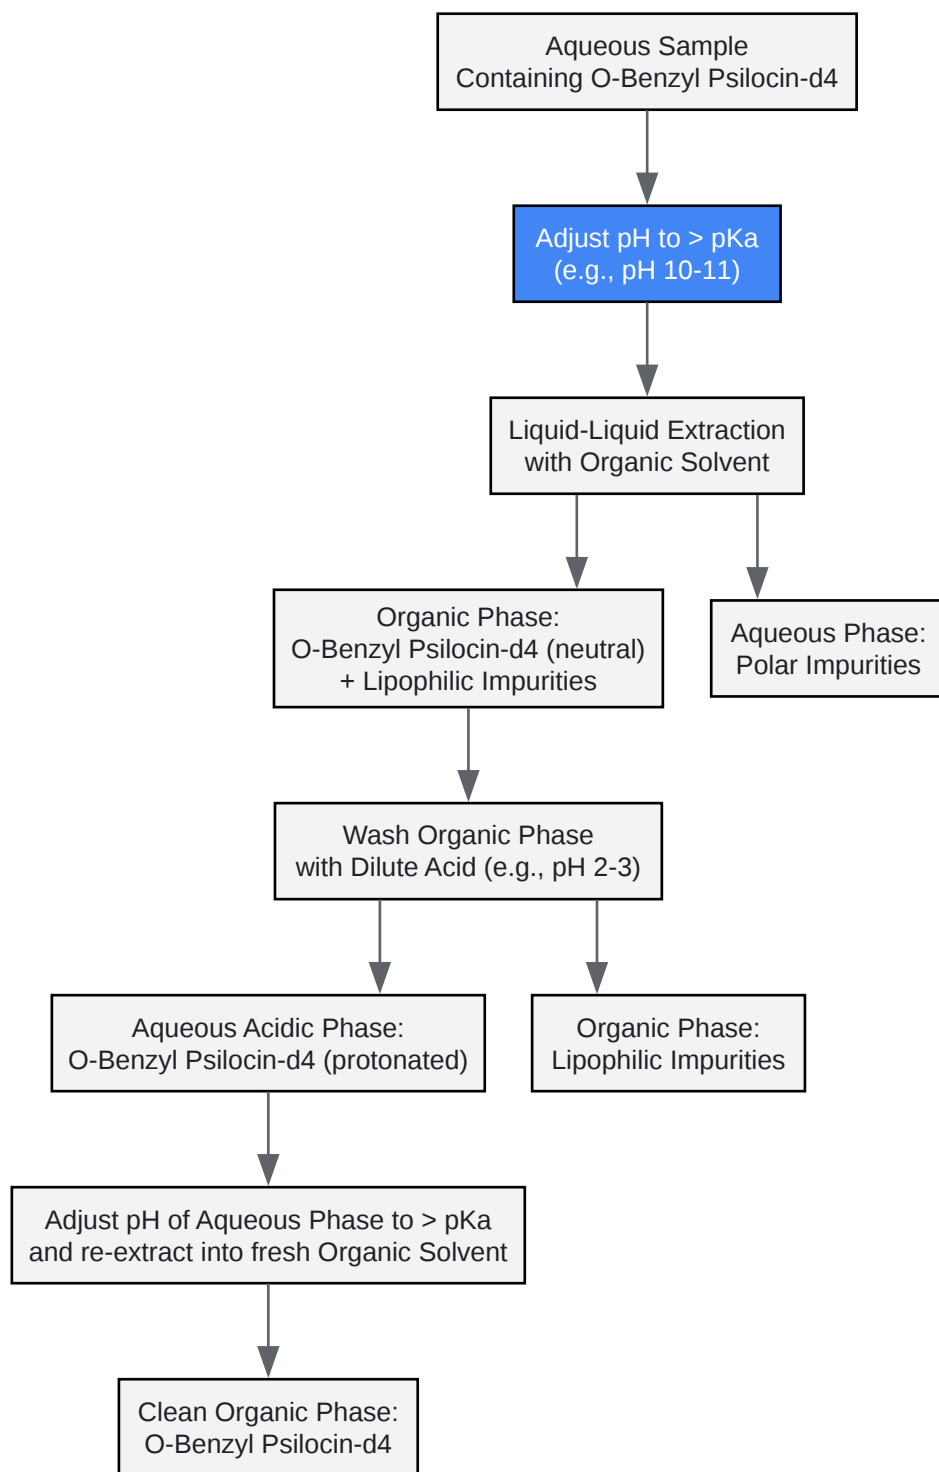 Aqueous Sample
Containing O-Benzyl Psilocin-d4
Adjust pH to > pKa
(e.g., pH 10-11)
Liquid-Liquid Extraction
with Organic Solvent
Organic Phase:
O-Benzyl Psilocin-d4 (neutral)
+ Lipophilic Impurities
Aqueous Phase:
Polar Impurities
Wash Organic Phase
with Dilute Acid (e.g., pH 2-3)
Aqueous Acidic Phase:
O-Benzyl Psilocin-d4 (protonated)
Organic Phase:
Lipophilic Impurities
Adjust pH of Aqueous Phase to > pKa
and re-extract into fresh Organic Solvent
Clean Organic Phase:
O-Benzyl Psilocin-d4